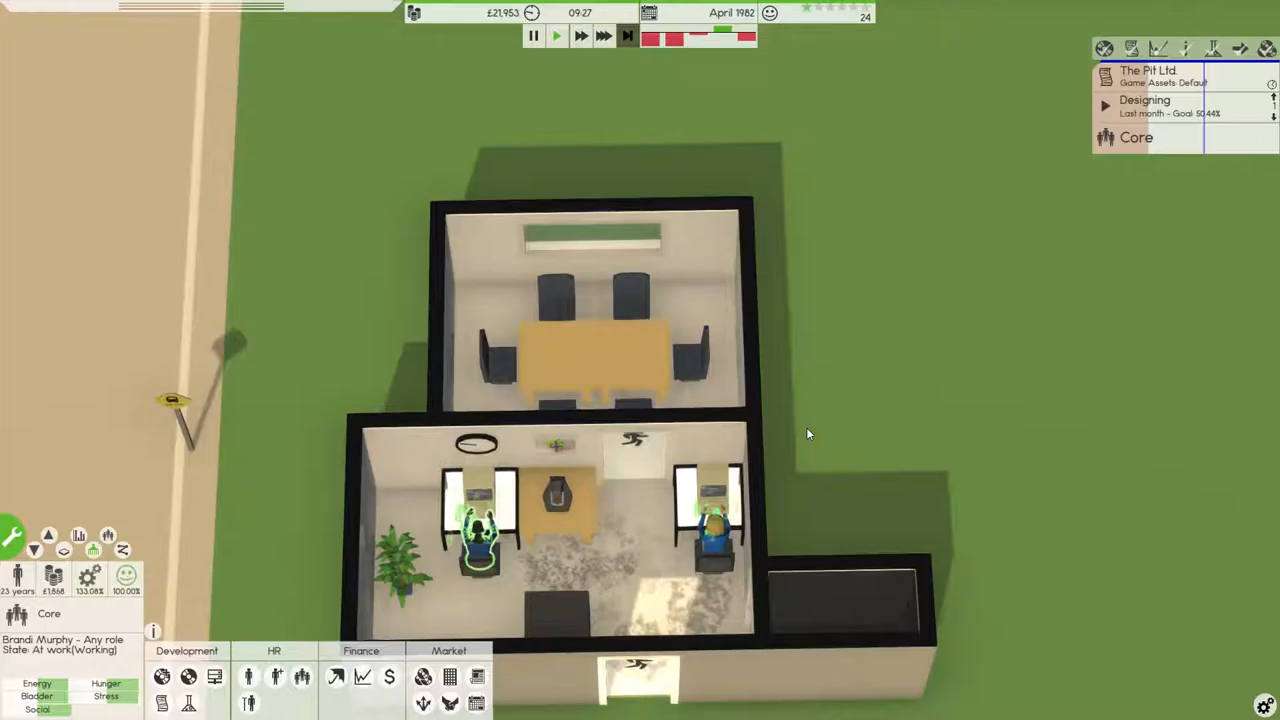 £21,953
09:27
April 1982
24
The Pit Ltd.
Game Assets: Default
Designing
Last month - Goal: 50.44%
1
Core
23 years
£1,868
133.08%
100.00%
Core
Brandi Murphy - Any role
State: At work(Working)
Energy
Hunger
Bladder
Stress
Social
Development
HR
Finance
Market